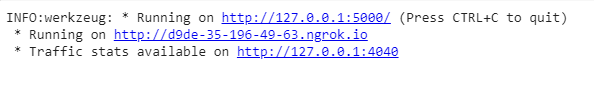 INFO:werkzeug: * Running on http://127.0.0.1:5000/ (Press CTRL+C to quit)
* Running on http://d9de-35-196-49-63.ngrok.io
* Traffic stats available on http://127.0.0.1:4040